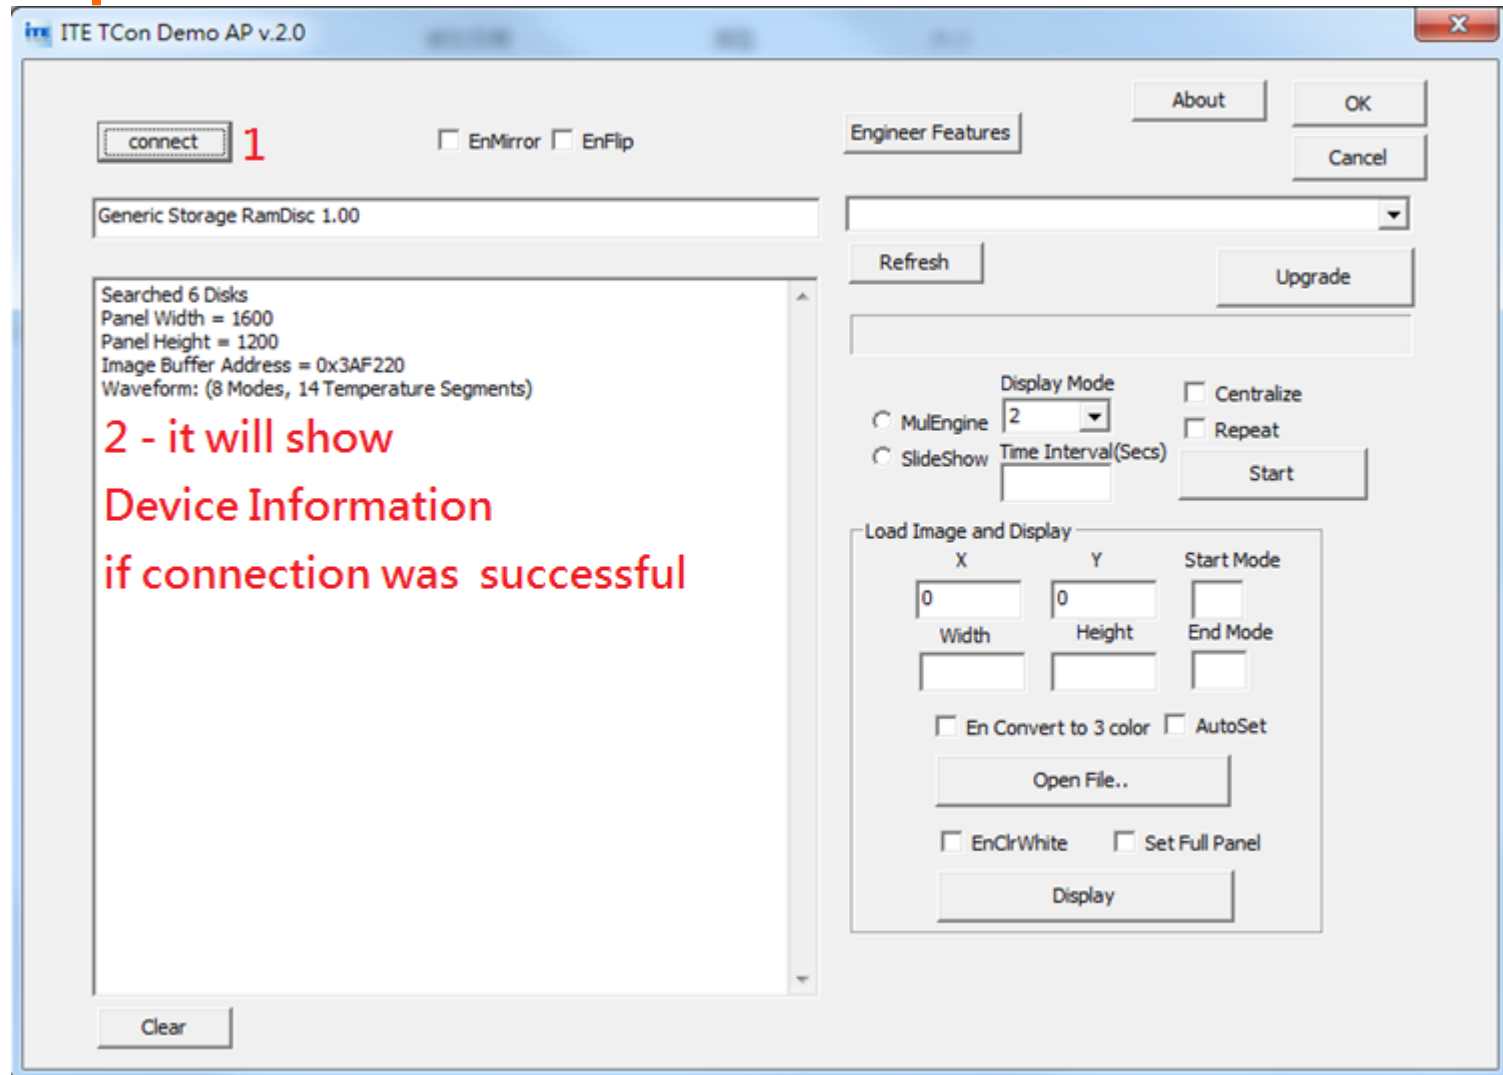 ITE TCon Demo AP v.2.0
connect
1
EnMirror
EnFlip
Engineer Features
About
OK
Cancel
Generic Storage RamDisc 1.00
Refresh
Upgrade
Searched 6 Disks
Panel Width = 1600
Panel Height = 1200
Image Buffer Address = 0x3AF220
Waveform: (8 Modes, 14 Temperature Segments)
2 - it will show
Device Information
if connection was successful
Clear
MulEngine
SlideShow
Display Mode
2
Time Interval(Secs)
Centralize
Repeat
Start
Load Image and Display
X
Y
Start Mode
0
0
Width
Height
End Mode
En Convert to 3 color
AutoSet
Open File..
EnClrWhite
Set Full Panel
Display